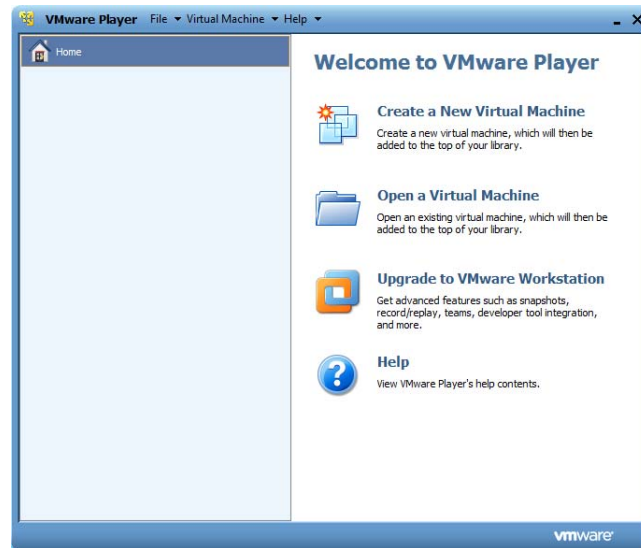 VMware Player File Virtual Machine Help
Home
Welcome to VMware Player
Create a New Virtual Machine
Create a new virtual machine, which will then be
added to the top of your library.
Open a Virtual Machine
Open an existing virtual machine, which will then be
added to the top of your library.
Upgrade to VMware Workstation
Get advanced features such as snapshots,
record/replay, teams, developer tool integration,
and more.
Help
View VMware Player's help contents.
vmware